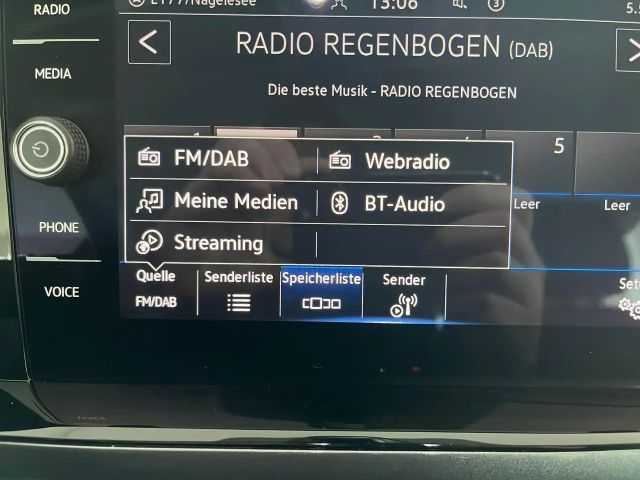 RADIO
13:06
3
RADIO REGENBOGEN (DAB)
MEDIA
Die beste Musik - RADIO REGENBOGEN
5
FM/DAB
Webradio
Meine Medien
BT-Audio
Leer
Leer
PHONE
Streaming
Quelle
Senderliste
Speicherliste
Sender
VOICE
FM/DAB